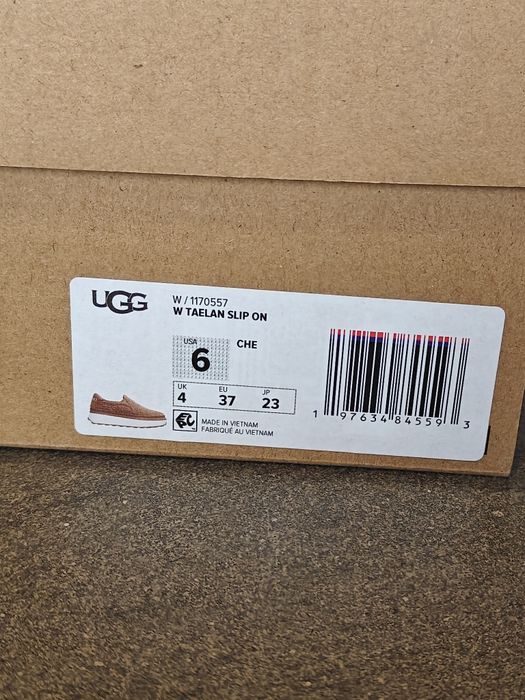 UGG
W / 1170557
W TAELAN SLIP ON
USA
6
CHE
UK EU JP
4 37 23
MADE IN VIETNAM
FABRIQUÉ AU VIETNAM
1 97634 84559 3